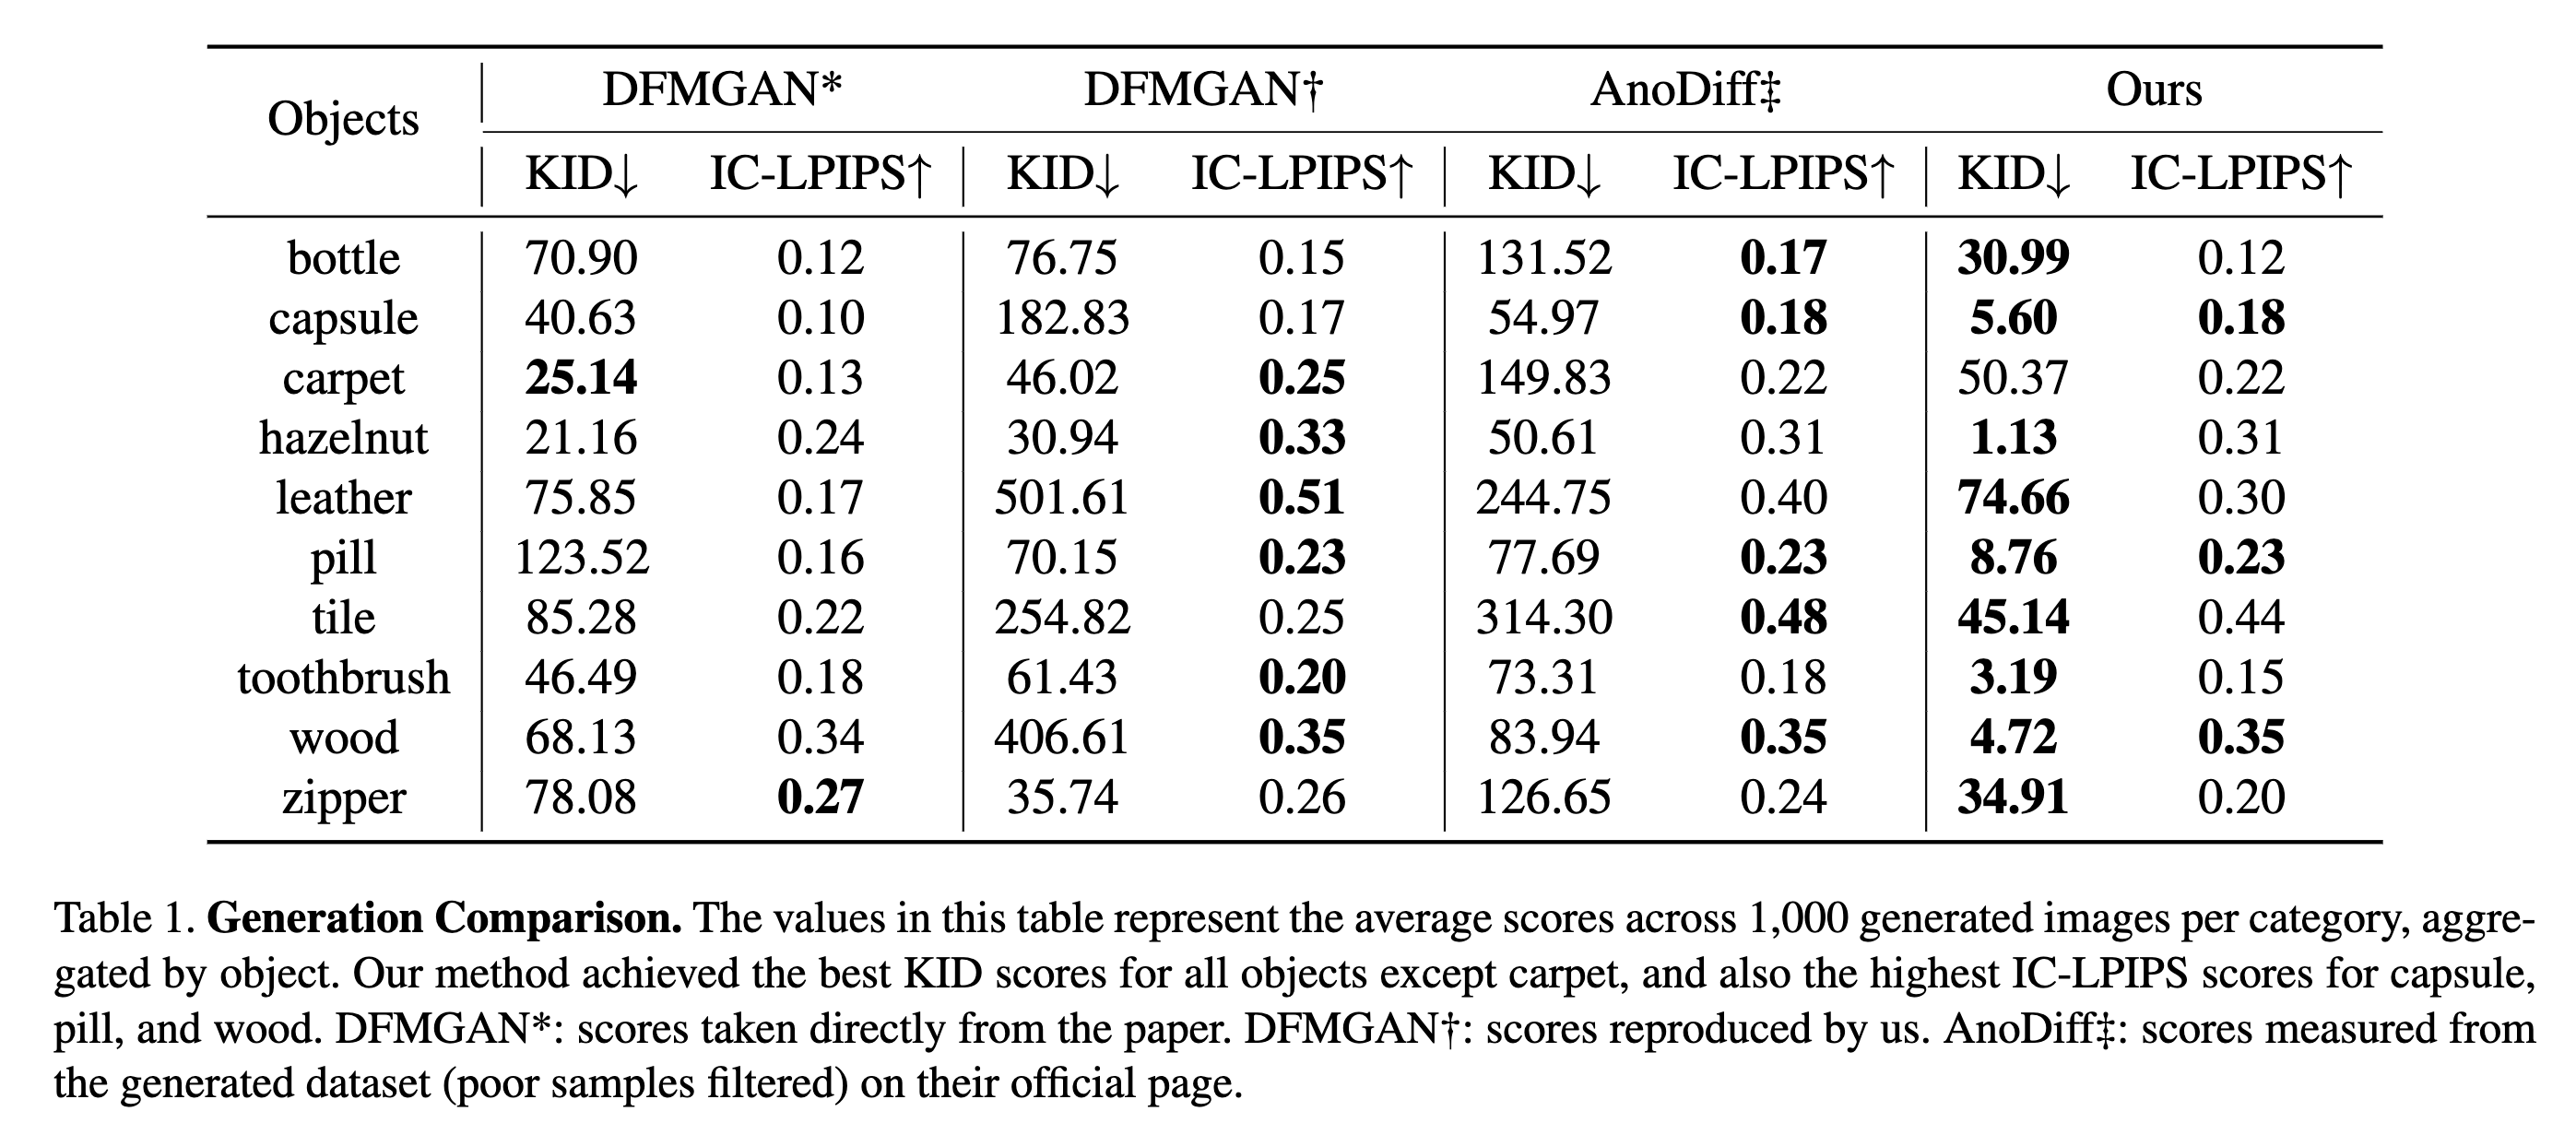 Objects DFMGAN* DFMGAN† AnoDiff‡ Ours
KID↓ IC-LPIPS↑ KID↓ IC-LPIPS↑ KID↓ IC-LPIPS↑ KID↓ IC-LPIPS↑
bottle 70.90 0.12 76.75 0.15 131.52 0.17 30.99 0.12
capsule 40.63 0.10 182.83 0.17 54.97 0.18 5.60 0.18
carpet 25.14 0.13 46.02 0.25 149.83 0.22 50.37 0.22
hazelnut 21.16 0.24 30.94 0.33 50.61 0.31 1.13 0.31
leather 75.85 0.17 501.61 0.51 244.75 0.40 74.66 0.30
pill 123.52 0.16 70.15 0.23 77.69 0.23 8.76 0.23
tile 85.28 0.22 254.82 0.25 314.30 0.48 45.14 0.44
toothbrush 46.49 0.18 61.43 0.20 73.31 0.18 3.19 0.15
wood 68.13 0.34 406.61 0.35 83.94 0.35 4.72 0.35
zipper 78.08 0.27 35.74 0.26 126.65 0.24 34.91 0.20
Table 1. Generation Comparison. The values in this table represent the average scores across 1,000 generated images per category, aggre-
gated by object. Our method achieved the best KID scores for all objects except carpet, and also the highest IC-LPIPS scores for capsule,
pill, and wood. DFMGAN*: scores taken directly from the paper. DFMGAN†: scores reproduced by us. AnoDiff‡: scores measured from
the generated dataset (poor samples filtered) on their official page.